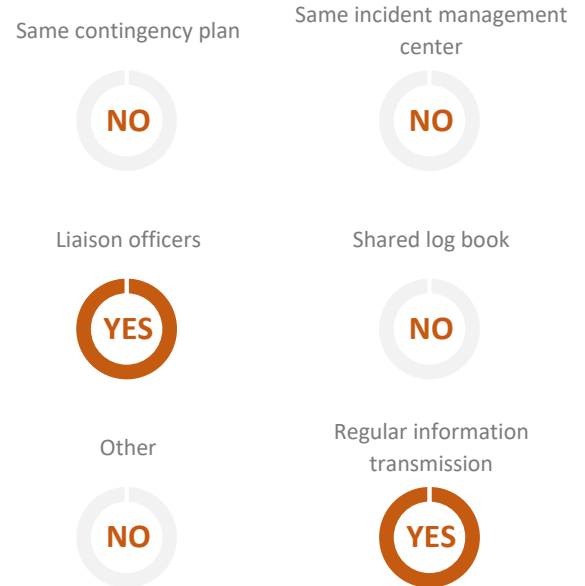 Same contingency plan
Same incident management
center
NO
NO
Liaison officers
Shared log book
YES
NO
Other
Regular information
transmission
NO
YES